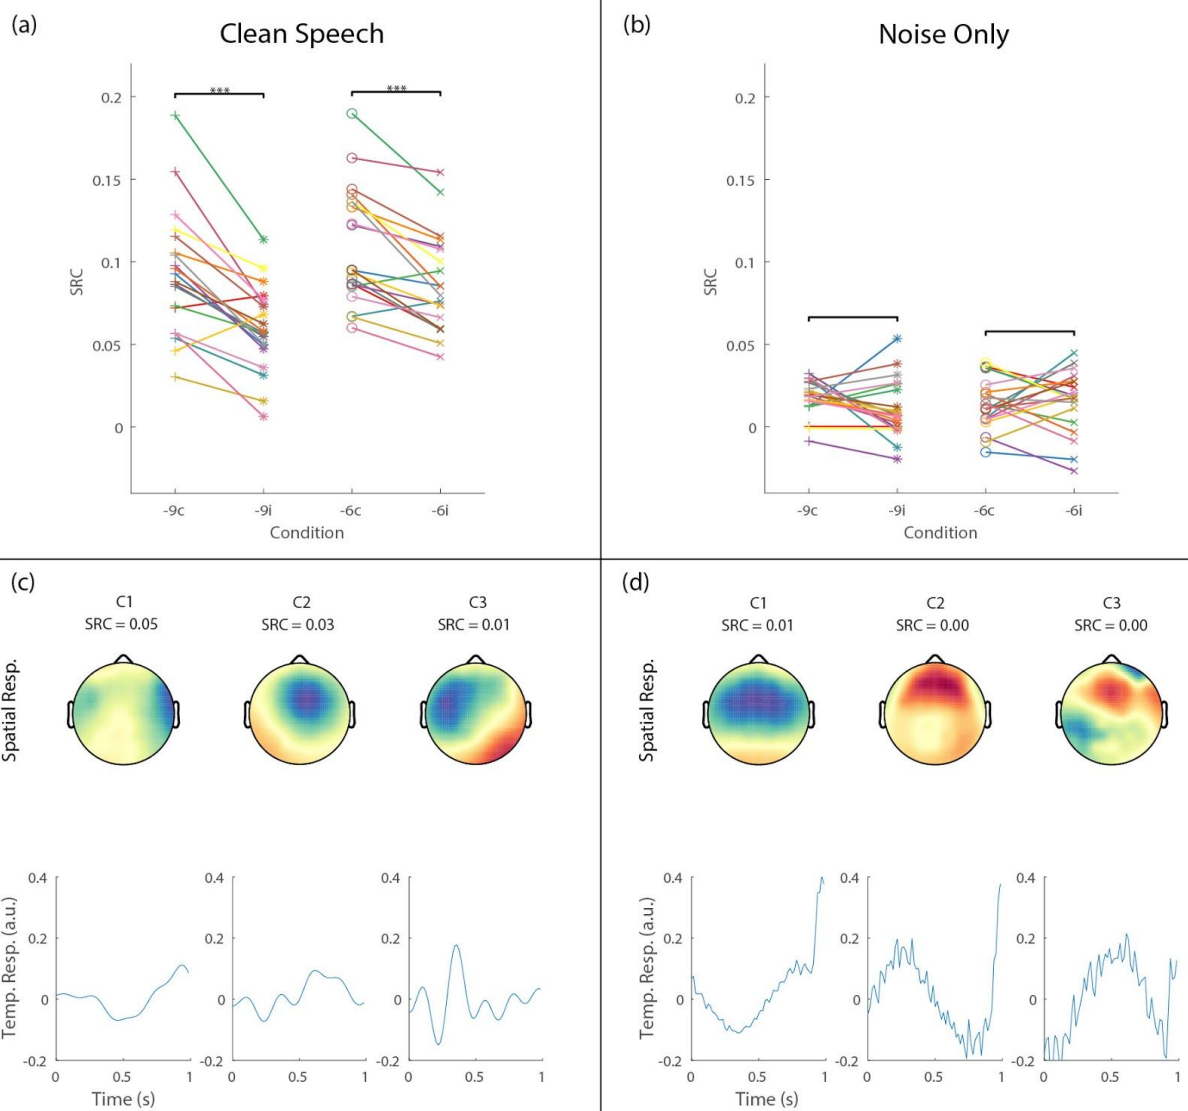 (a)
Clean Speech
***
***
0.2
0.15
0.1
0.05
0
SRC
-9c -9i -6c -6i
Condition
(b)
Noise Only
0.2
0.15
0.1
0.05
0
SRC
-9c -9i -6c -6i
Condition
(c)
C1 C2 C3
SRC = 0.05 SRC = 0.03 SRC = 0.01
Spatial Resp.
0.4 0.4 0.4
0.2 0.2 0.2
0 0 0
-0.2 -0.2 -0.2
Temp. Resp. (a.u.)
0 0.5 1 0 0.5 1 0 0.5 1
Time (s)
(d)
C1 C2 C3
SRC = 0.01 SRC = 0.00 SRC = 0.00
Spatial Resp.
0.4 0.4 0.4
0.2 0.2 0.2
0 0 0
-0.2 -0.2 -0.2
Temp. Resp. (a.u.)
0 0.5 1 0 0.5 1 0 0.5 1
Time (s)